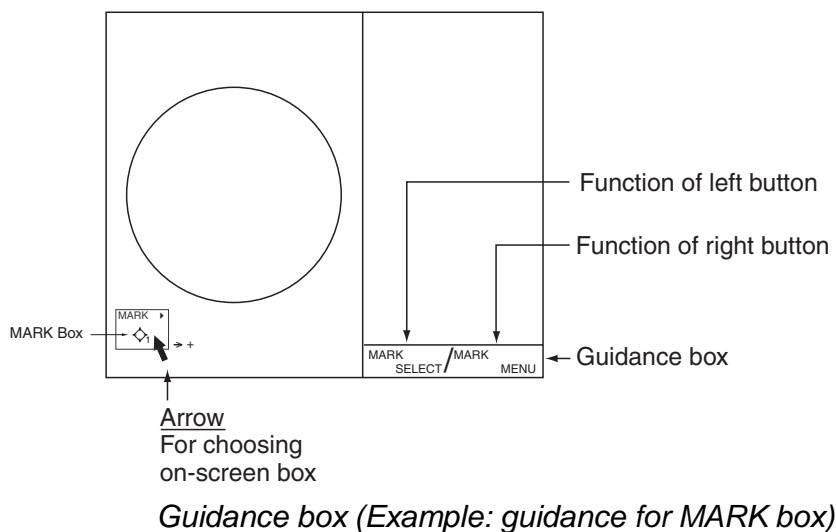 Function of left button
Function of right button
MARK
MARK Box
1
+
MARK SELECT / MARK MENU
Guidance box
Arrow
For choosing
on-screen box
Guidance box (Example: guidance for MARK box)